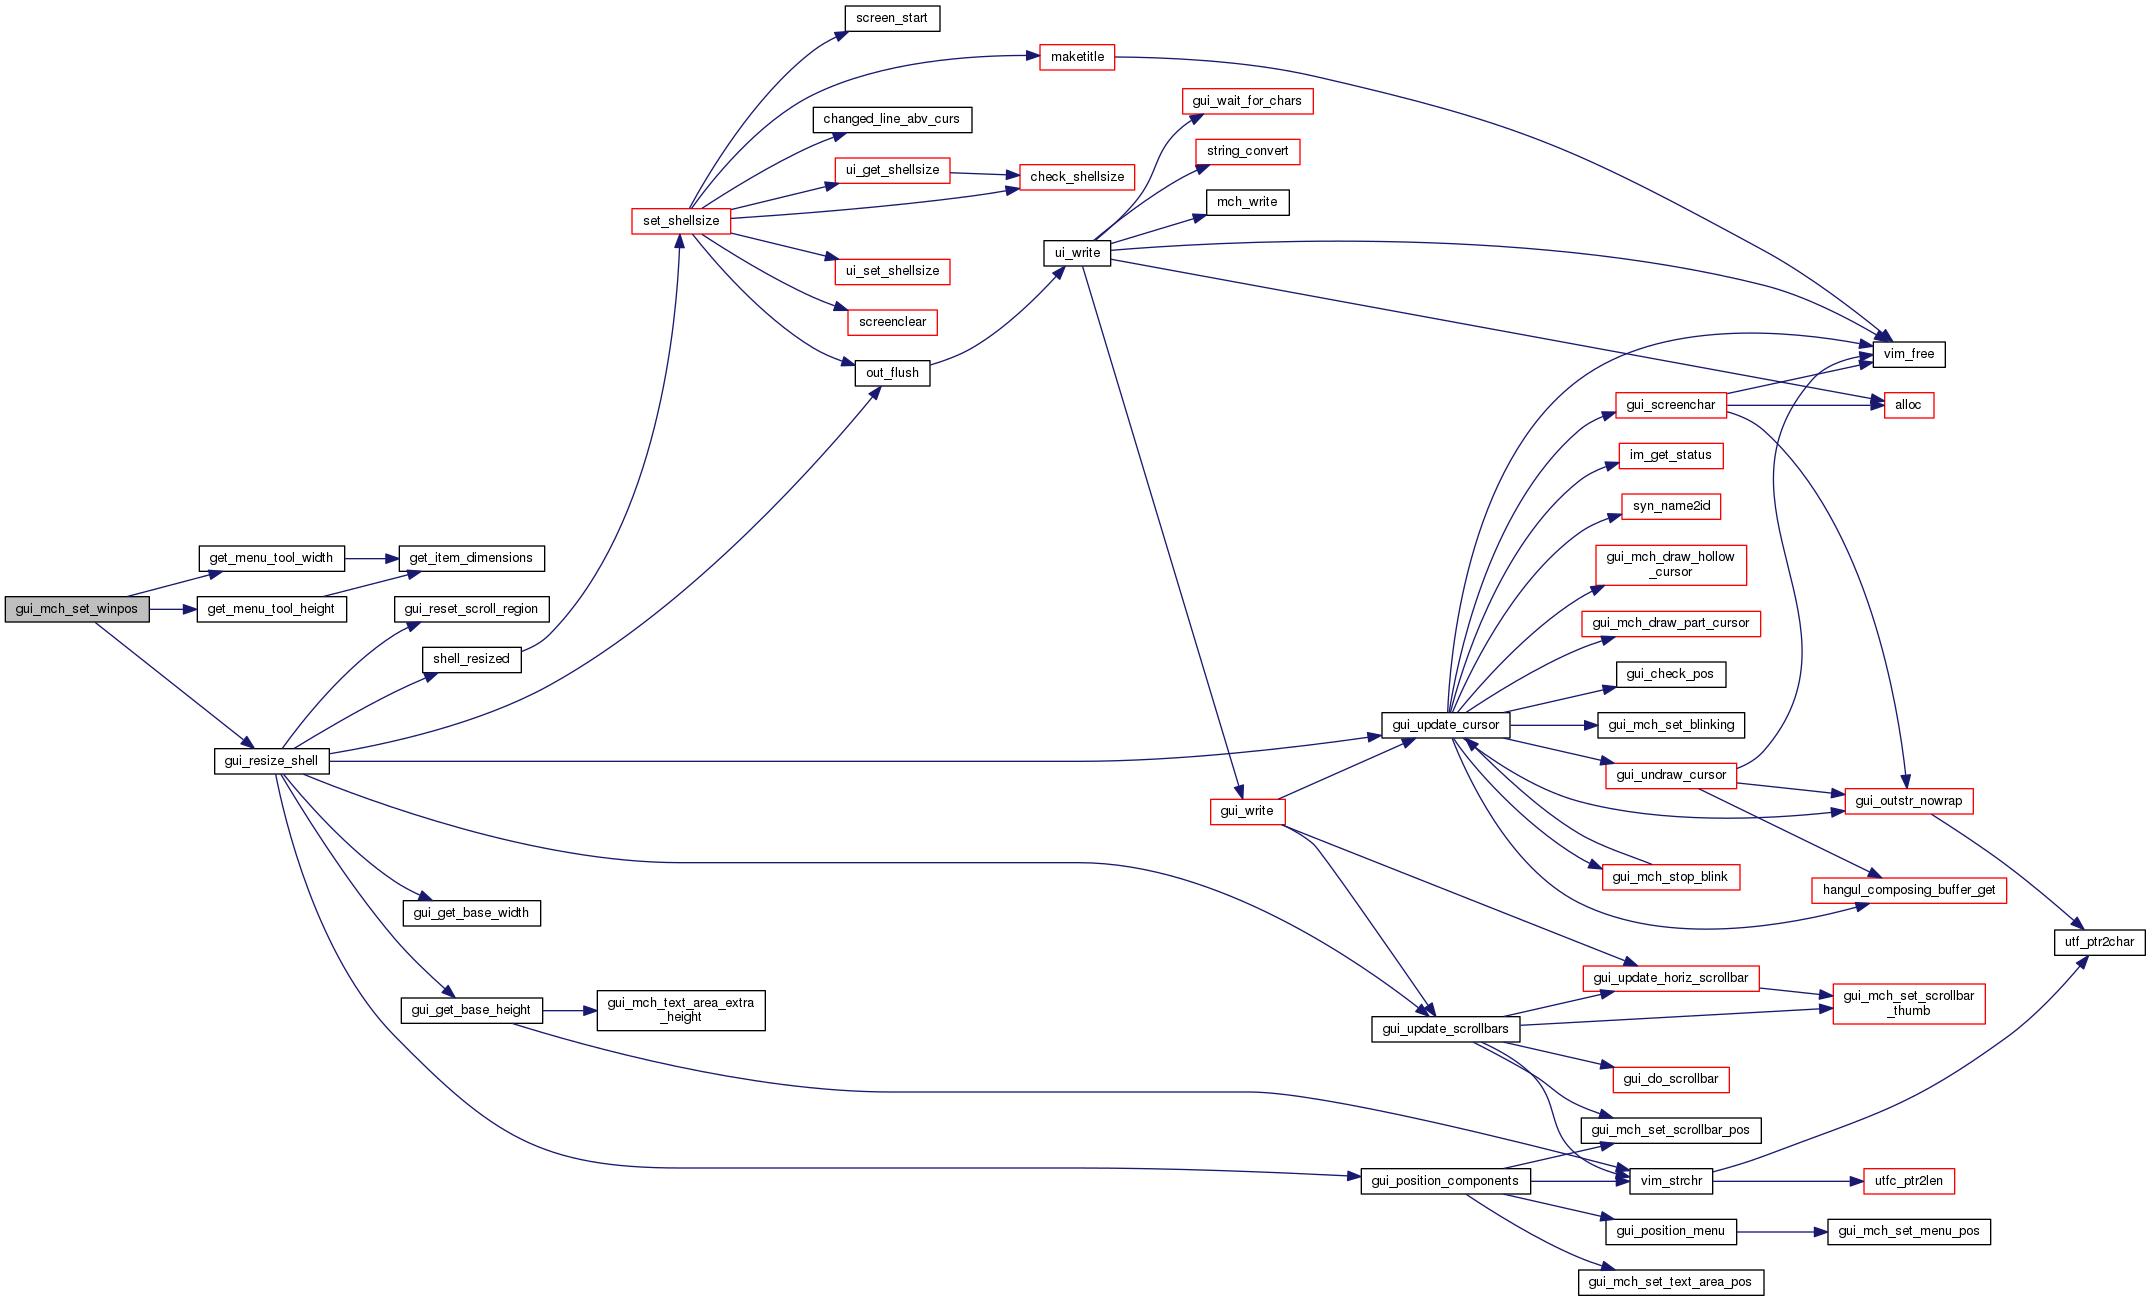 screen_start
maketitle
gui_wait_for_chars
changed_line_abv_curs
string_convert
ui_get_shellsize
check_shellsize
mch_write
set_shellsize
ui_write
ui_set_shellsize
screenclear
vim_free
out_flush
gui_screenchar
alloc
im_get_status
syn_name2id
get_menu_tool_width
get_item_dimensions
gui_mch_draw_hollow
_cursor
gui_mch_set_winpos
get_menu_tool_height
gui_reset_scroll_region
gui_mch_draw_part_cursor
shell_resized
gui_check_pos
gui_update_cursor
gui_mch_set_blinking
gui_resize_shell
gui_undraw_cursor
gui_write
gui_outstr_nowrap
gui_mch_stop_blink
hangul_composing_buffer_get
gui_get_base_width
utf_ptr2char
gui_update_horiz_scrollbar
gui_mch_text_area_extra
_height
gui_mch_set_scrollbar
_thumb
gui_get_base_height
gui_update_scrollbars
gui_do_scrollbar
gui_mch_set_scrollbar_pos
gui_position_components
vim_strchr
utfc_ptr2len
gui_position_menu
gui_mch_set_menu_pos
gui_mch_set_text_area_pos